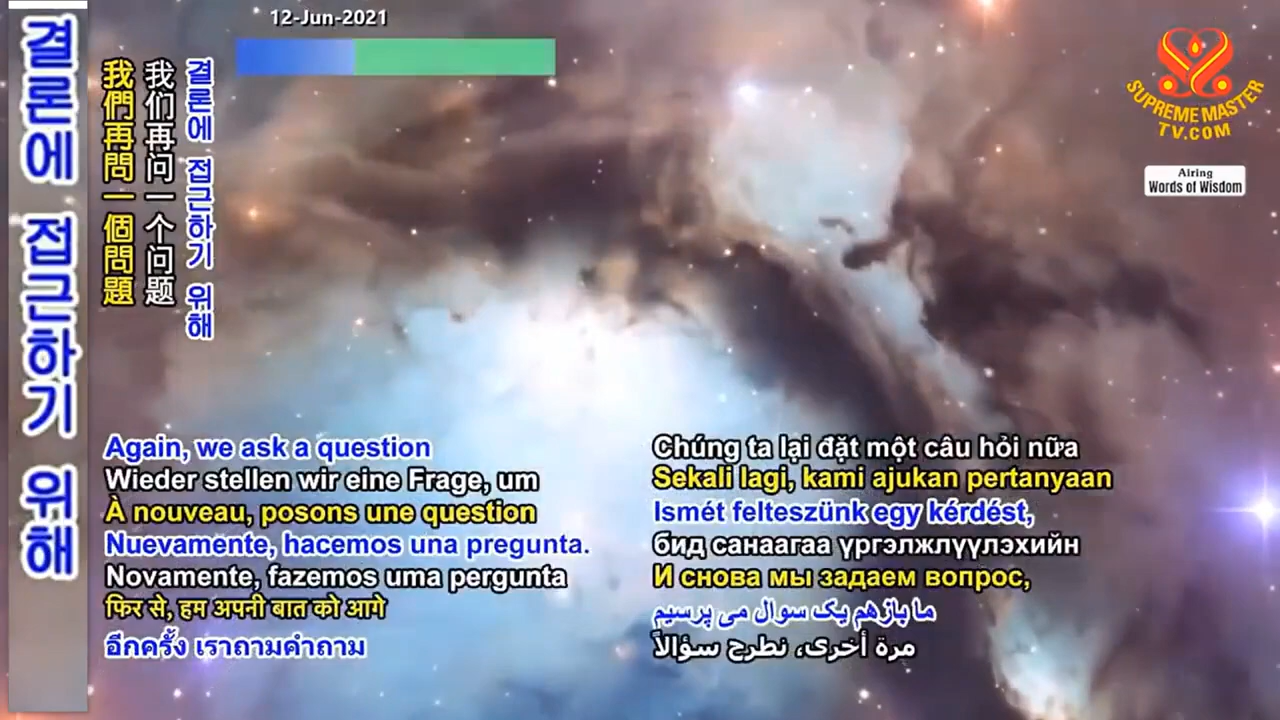 12-Jun-2021
결론에 접근하기 위해
我們再問一個問題
我们再问一个问题
결론에 접근하기 위해
SUPREME MASTER
TV.COM
Airing
Words of Wisdom
Again, we ask a question
Wieder stellen wir eine Frage, um
À nouveau, posons une question
Nuevamente, hacemos una pregunta.
Novamente, fazemos uma pergunta
फिर से, हम अपनी बात को आगे
อีกครั้ง เราถามคำถาม
Chúng ta lại đặt một câu hỏi nữa
Sekali lagi, kami ajukan pertanyaan
Ismét felteszünk egy kérdést,
бид санаагаа үргэлжлүүлэхийн
И снова мы задаем вопрос,
ما بازهم یک سوال می پرسیم
مرة أخرى، نطرح سؤالاً